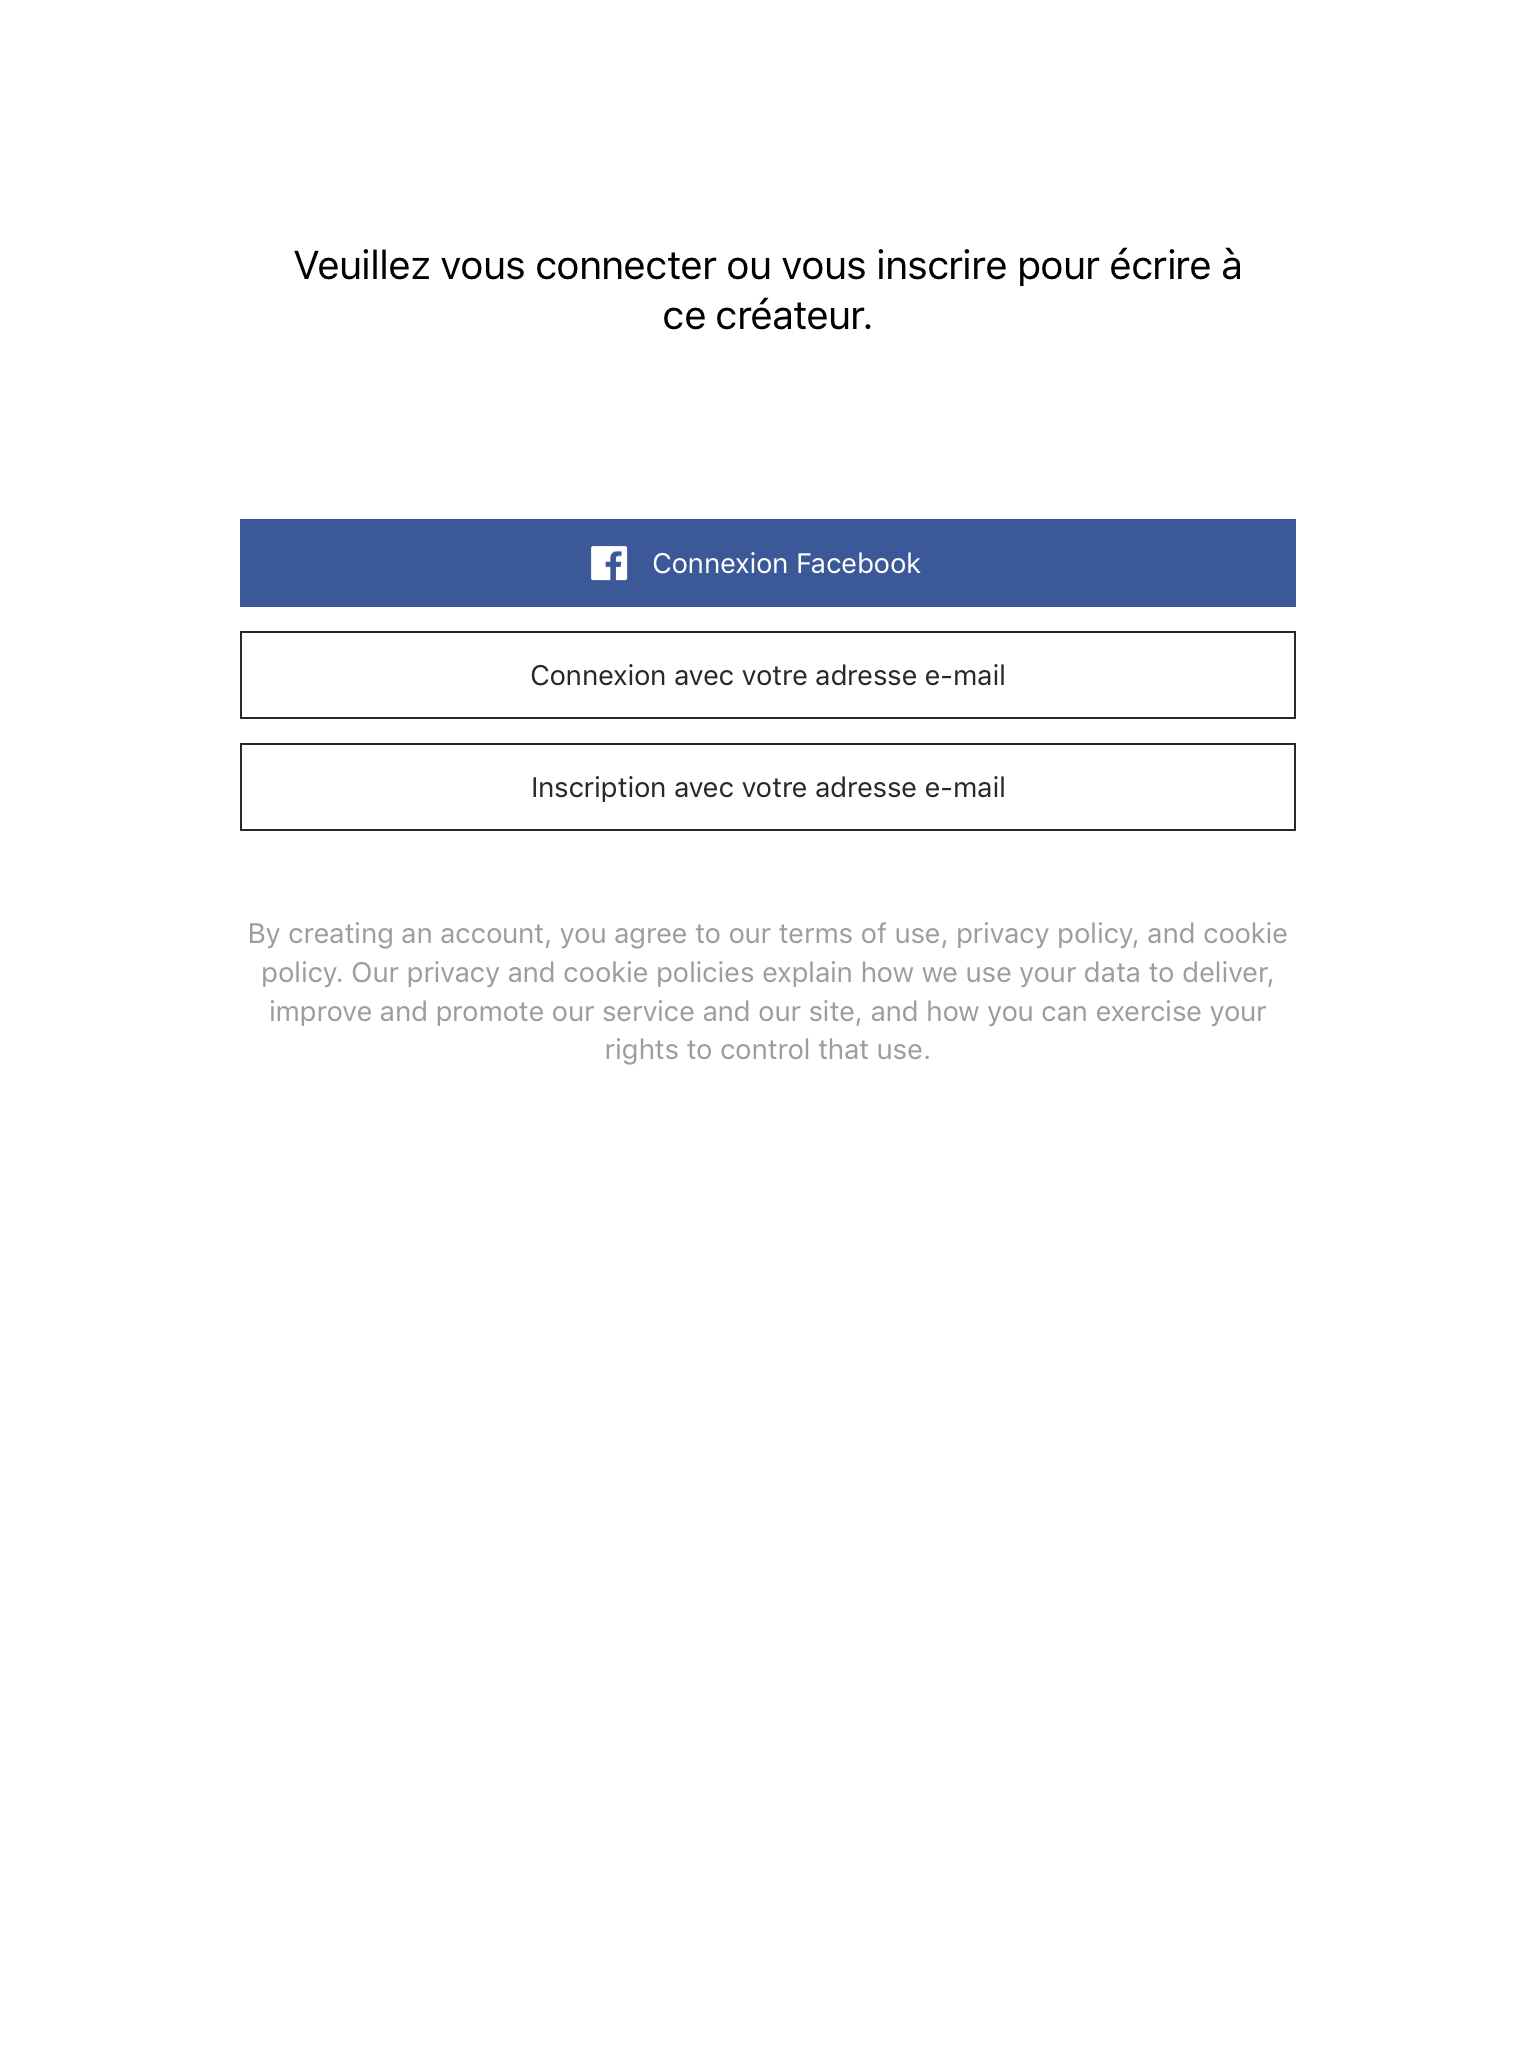 Veuillez vous connecter ou vous inscrire pour écrire à
ce créateur.
Connexion Facebook
Connexion avec votre adresse e-mail
Inscription avec votre adresse e-mail
By creating an account, you agree to our terms of use, privacy policy, and cookie
policy. Our privacy and cookie policies explain how we use your data to deliver,
improve and promote our service and our site, and how you can exercise your
rights to control that use.